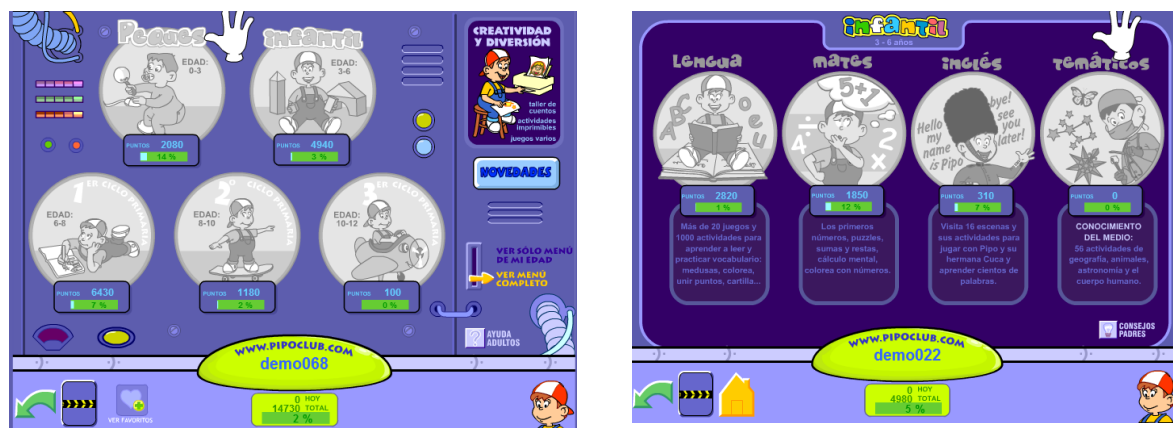 Peques
infantil
EDAD:
0-3
EDAD:
3-6
PUNTOS 2080
14 %
PUNTOS 4940
3 %
CREATIVIDAD
Y DIVERSIÓN
taller de
cuentos
actividades
imprimibles
juegos varios
NOVEDADES
1ER CICLO PRIMARIA
EDAD:
6-8
PUNTOS 6430
7 %
2º CICLO PRIMARIA
EDAD:
8-10
PUNTOS 1180
2 %
3ER CICLO PRIMARIA
EDAD:
10-12
PUNTOS 100
0 %
VER SÓLO MENÚ
DE MI EDAD
VER MENÚ
COMPLETO
? AYUDA
ADULTOS
WWW.PIPOCLUB.COM
demo068
VER FAVORITOS
0 HOY
14730 TOTAL
2 %
infantil
3 - 6 años
Lengua
mates
inglés
temáticos
ABC
o
e
u
5+1
÷
4
2
x
Hello
my
name
is Pipo
bye!
see
you
later!
PUNTOS 2820
1 %
PUNTOS 1850
12 %
PUNTOS 310
7 %
PUNTOS 0
0 %
Más de 20 juegos y
1000 actividades para
aprender a leer y
practicar vocabulario:
medusas, colorea,
unir puntos, cartilla...
Los primeros
números, puzzles,
sumas y restas,
cálculo mental,
colorea con números.
Visita 16 escenas y
sus actividades para
jugar con Pipo y su
hermana Cuca y
aprender cientos de
palabras.
CONOCIMIENTO
DEL MEDIO:
56 actividades de
geografía, animales,
astronomía y el
cuerpo humano.
CONSEJOS
PADRES
WWW.PIPOCLUB.COM
demo022
0 HOY
4980 TOTAL
5 %